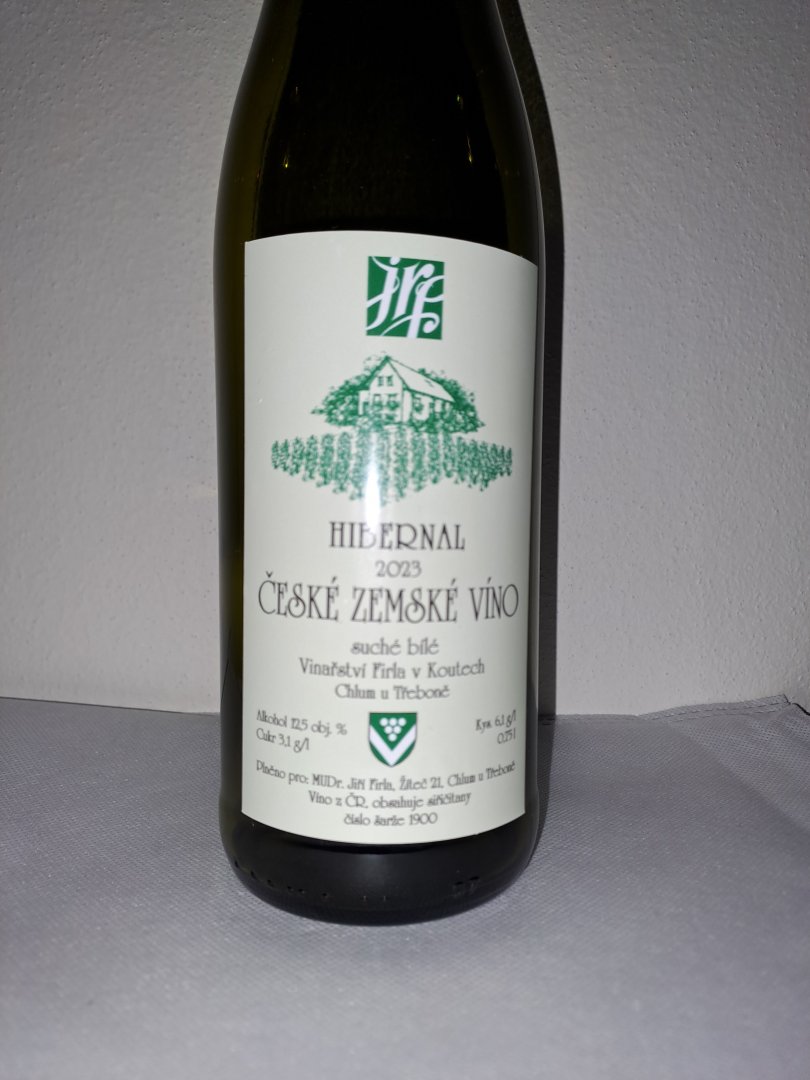 jrf
HIBERNAL
2023
ČESKÉ ZEMSKÉ VÍNO
suché bílé
Vinařství Firla v Koutech
Chlum u Třeboně
Alkohol 12,5 obj. %
Cukr 3,1 g/l
Kys. 6,1 g/l
0,75 l
Plněno pro: MUDr. Jiří Firla, Žíteč 21, Chlum u Třeboně
Víno z ČR, obsahuje siřičitany
číslo šarže 1900